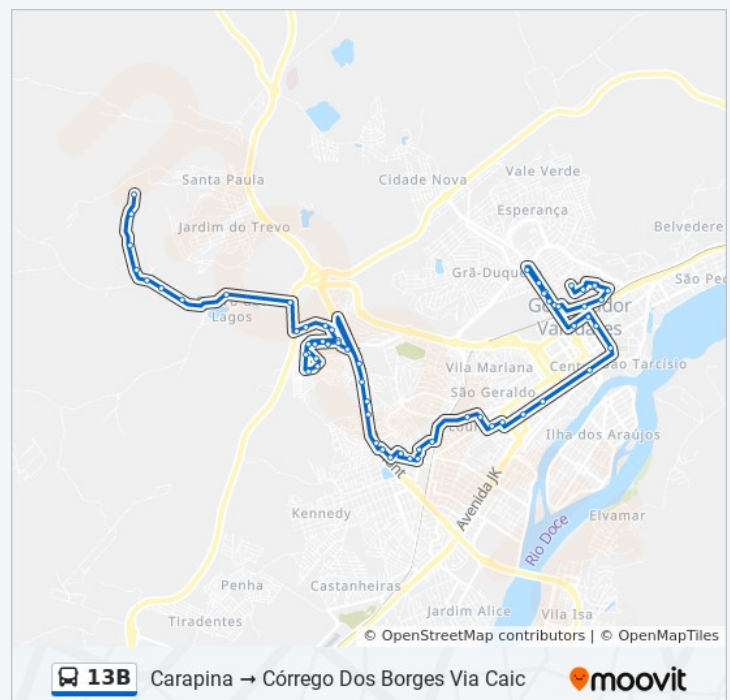 Santa Paula
Cidade Nova
Vale Verde
Esperança
Jardim do Trevo
Belvedere
Grã-Duque
São Pe
Lagos
Vila Mariana
São Tarcísio
São Geraldo
Ilha dos Araújos
Avenida JK
Kennedy
Elvamar
Rio Doce
Penha
Castanheiras
Jardim Alice
Vila Isa
Tiradentes
© OpenStreetMap contributors | © OpenMapTiles
13B Carapina → Córrego Dos Borges Via Caic moovit